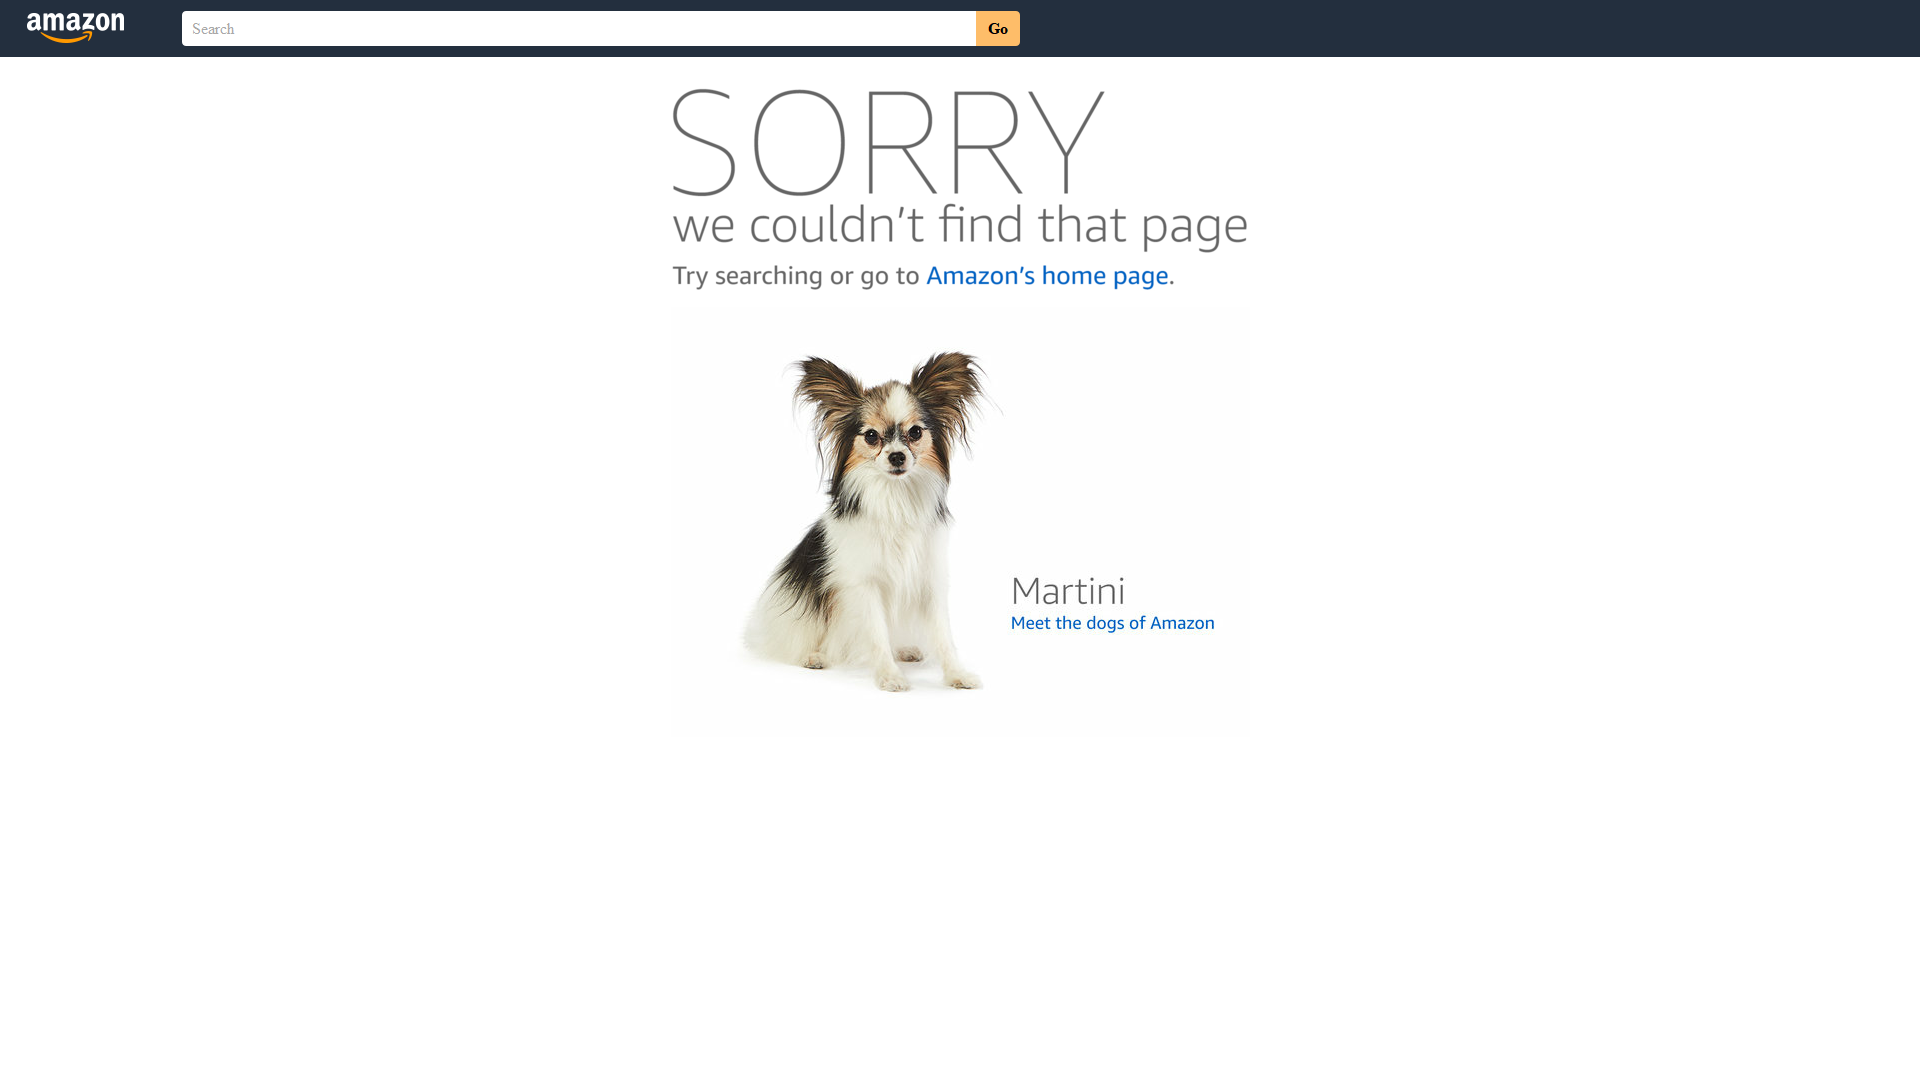 amazon
Search
Go
SORRY
we couldn't find that page
Try searching or go to Amazon's home page.
Martini
Meet the dogs of Amazon